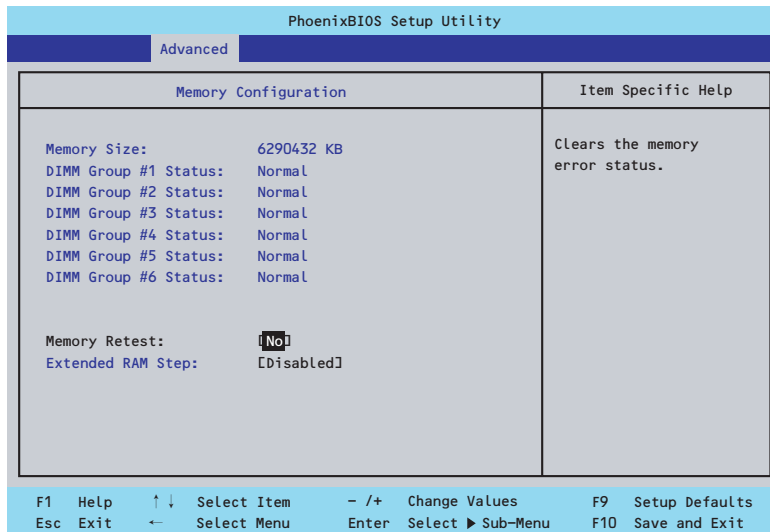 PhoenixBIOS Setup Utility
Advanced
Memory Configuration
Item Specific Help
Memory Size: 6290432 KB
DIMM Group #1 Status: Normal
DIMM Group #2 Status: Normal
DIMM Group #3 Status: Normal
DIMM Group #4 Status: Normal
DIMM Group #5 Status: Normal
DIMM Group #6 Status: Normal
Memory Retest: [No]
Extended RAM Step: [Disabled]
Clears the memory
error status.
F1 Help ↑↓ Select Item − /+ Change Values F9 Setup Defaults
Esc Exit ← Select Menu Enter Select ▶ Sub−Menu F10 Save and Exit